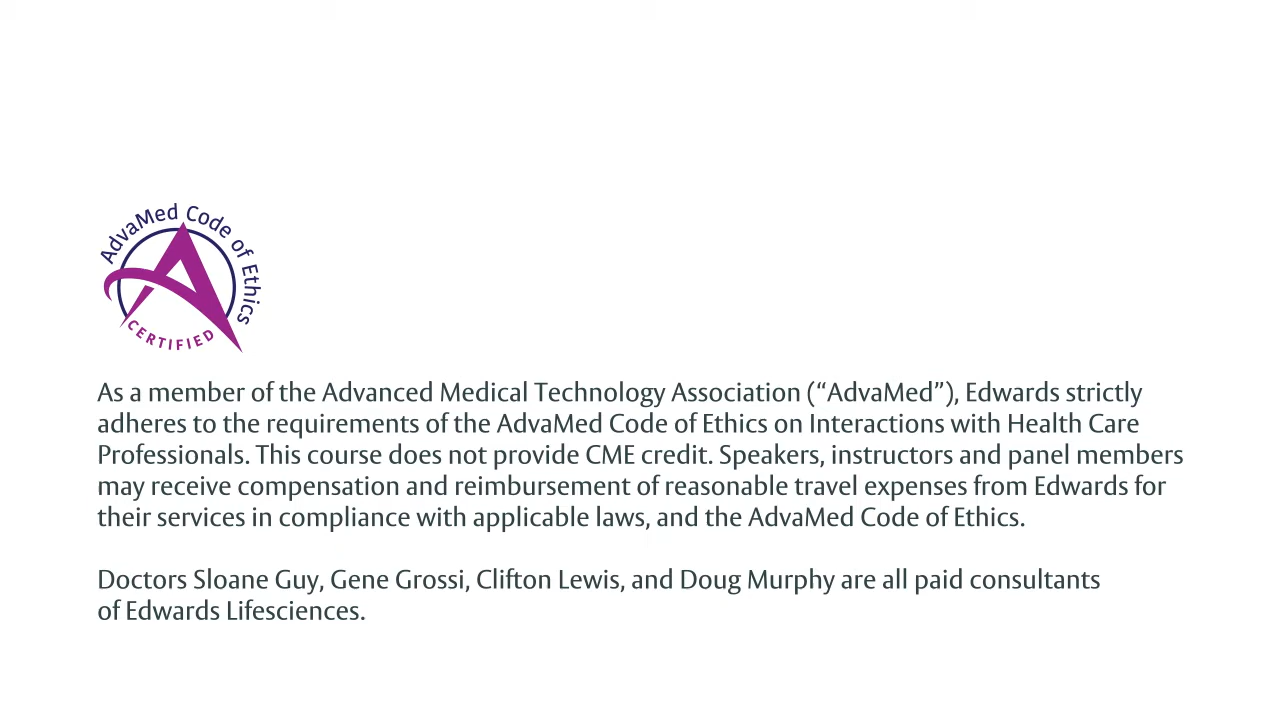 AdvaMed Code of Ethics
CERTIFIED
As a member of the Advanced Medical Technology Association (“AdvaMed”), Edwards strictly
adheres to the requirements of the AdvaMed Code of Ethics on Interactions with Health Care
Professionals. This course does not provide CME credit. Speakers, instructors and panel members
may receive compensation and reimbursement of reasonable travel expenses from Edwards for
their services in compliance with applicable laws, and the AdvaMed Code of Ethics.
Doctors Sloane Guy, Gene Grossi, Clifton Lewis, and Doug Murphy are all paid consultants
of Edwards Lifesciences.